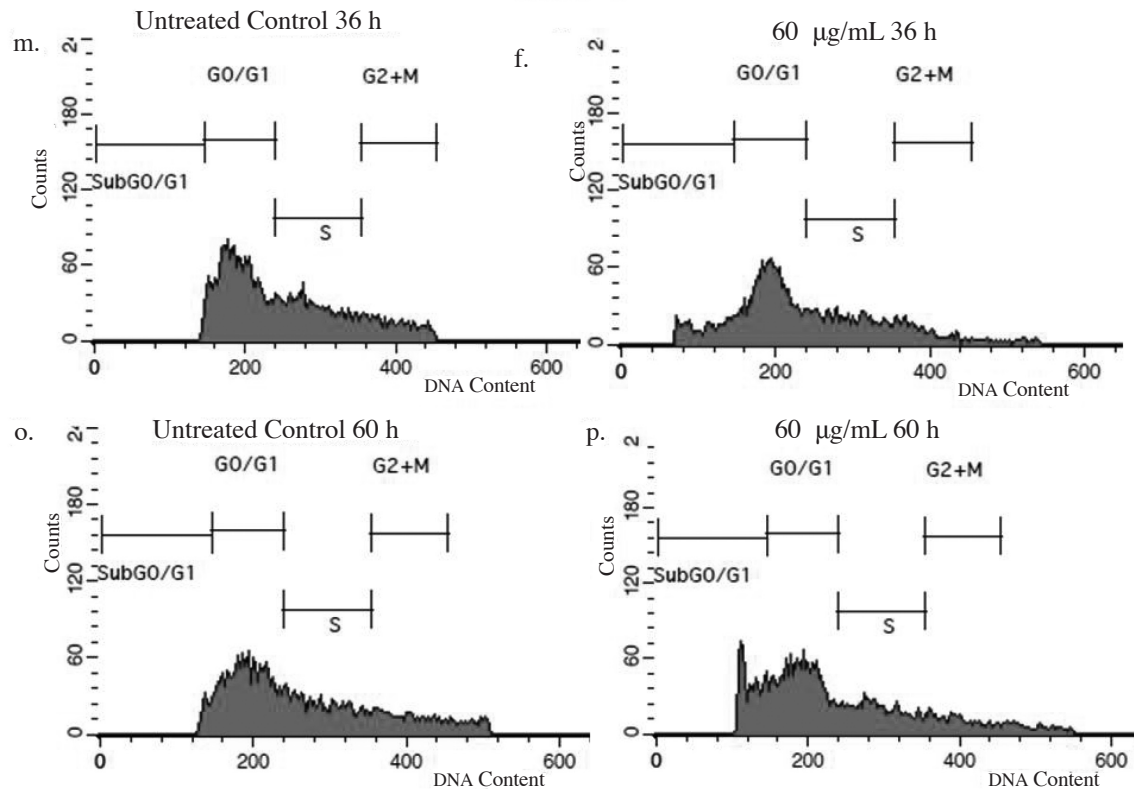 m.
Untreated Control 36 h
24
180
120
60
0
Counts
G0/G1
G2+M
SubG0/G1
S
0
200
400
600
DNA Content
f.
60 µg/mL 36 h
2
180
120
60
0
Counts
G0/G1
G2+M
SubG0/G1
S
0
200
400
600
DNA Content
o.
Untreated Control 60 h
24
180
120
60
0
Counts
G0/G1
G2+M
SubG0/G1
S
0
200
400
600
DNA Content
p.
60 µg/mL 60 h
2
180
120
60
0
Counts
G0/G1
G2+M
SubG0/G1
S
0
200
400
600
DNA Content